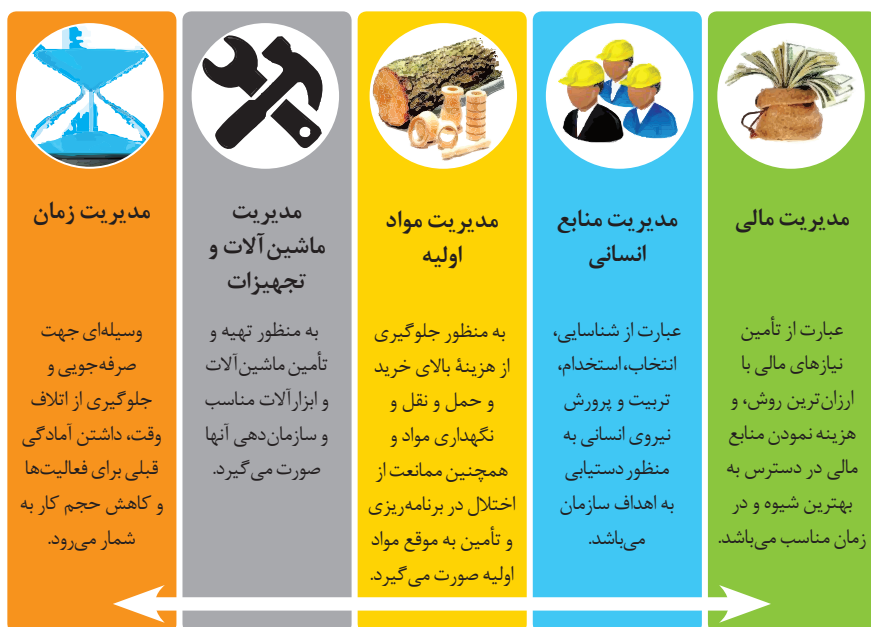 مدیریت مالی
عبارت از تأمین
نیازهای مالی با
ارزان‌ترین روش، و
هزینه نمودن منابع
مالی در دسترس به
بهترین شیوه و در
زمان مناسب می‌باشد.
مدیریت منابع
انسانی
عبارت از شناسایی،
انتخاب، استخدام،
تربیت و پرورش
نیروی انسانی به
منظور دستیابی
به اهداف سازمان
می‌باشد.
مدیریت مواد
اولیه
به منظور جلوگیری
از هزینهٔ بالای خرید
و حمل و نقل و
نگهداری مواد و
همچنین ممانعت از
اختلال در برنامه‌ریزی
و تأمین به موقع مواد
اولیه صورت می‌گیرد.
مدیریت
ماشین‌آلات و
تجهیزات
به منظور تهیه و
تأمین ماشین‌آلات
و ابزارآلات مناسب
و سازمان‌دهی آنها
صورت می‌گیرد.
مدیریت زمان
وسیله‌ای جهت
صرفه‌جویی و
جلوگیری از اتلاف
وقت، داشتن آمادگی
قبلی برای فعالیت‌ها
و کاهش حجم کار به
شمار می‌رود.